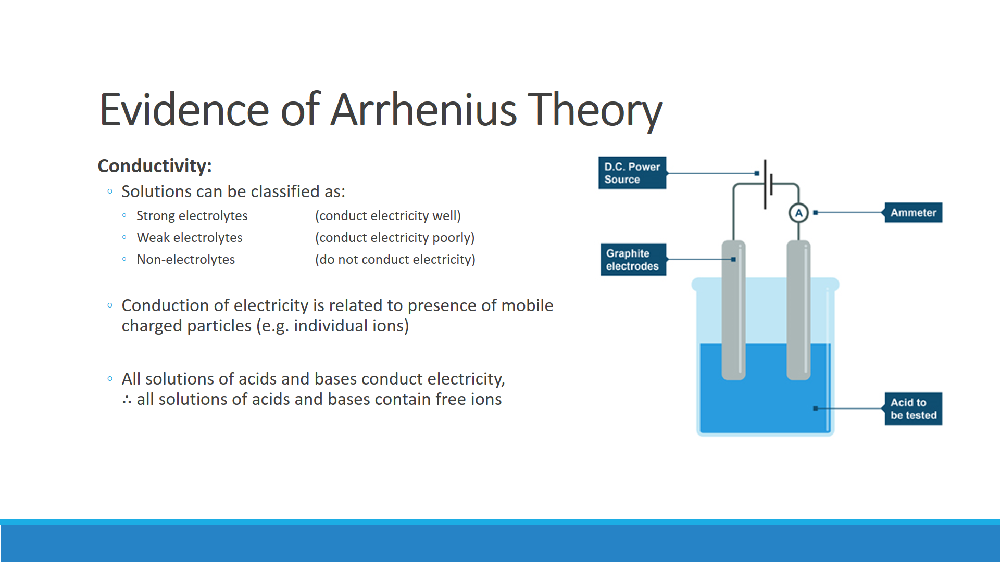 Evidence of Arrhenius Theory
Conductivity:
◦ Solutions can be classified as:
◦ Strong electrolytes (conduct electricity well)
◦ Weak electrolytes (conduct electricity poorly)
◦ Non-electrolytes (do not conduct electricity)
◦ Conduction of electricity is related to presence of mobile
charged particles (e.g. individual ions)
◦ All solutions of acids and bases conduct electricity,
∴ all solutions of acids and bases contain free ions
D.C. Power
Source
A
Ammeter
Graphite
electrodes
Acid to
be tested